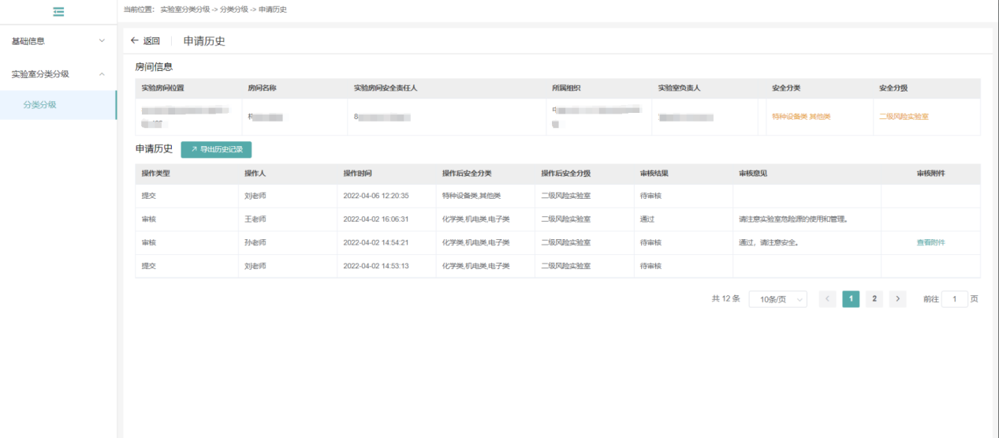 当前位置： 实验室分类分级 -> 分类分级 -> 申请历史
基础信息
实验室分类分级
分类分级
返回 申请历史
房间信息
实验房间位置 房间名称 实验房间安全责任人 所属组织 实验室负责人 安全分类 安全分级
8 特种设备类 其他类 二级风险实验室
申请历史 导出历史记录
操作类型 操作人 操作时间 操作后安全分类 操作后安全分级 审核结果 审核意见 审核附件
提交 刘老师 2022-04-06 12:20:35 特种设备类,其他类 二级风险实验室 待审核
审核 王老师 2022-04-02 16:06:31 化学类,机电类,电子类 二级风险实验室 通过 请注意实验室危险源的使用和管理。
审核 孙老师 2022-04-02 14:54:21 化学类,机电类,电子类 二级风险实验室 待审核 通过，请注意安全。 查看附件
提交 刘老师 2022-04-02 14:53:13 化学类,机电类,电子类 二级风险实验室 待审核
共 12 条 10条/页 < 1 2 > 前往 1 页